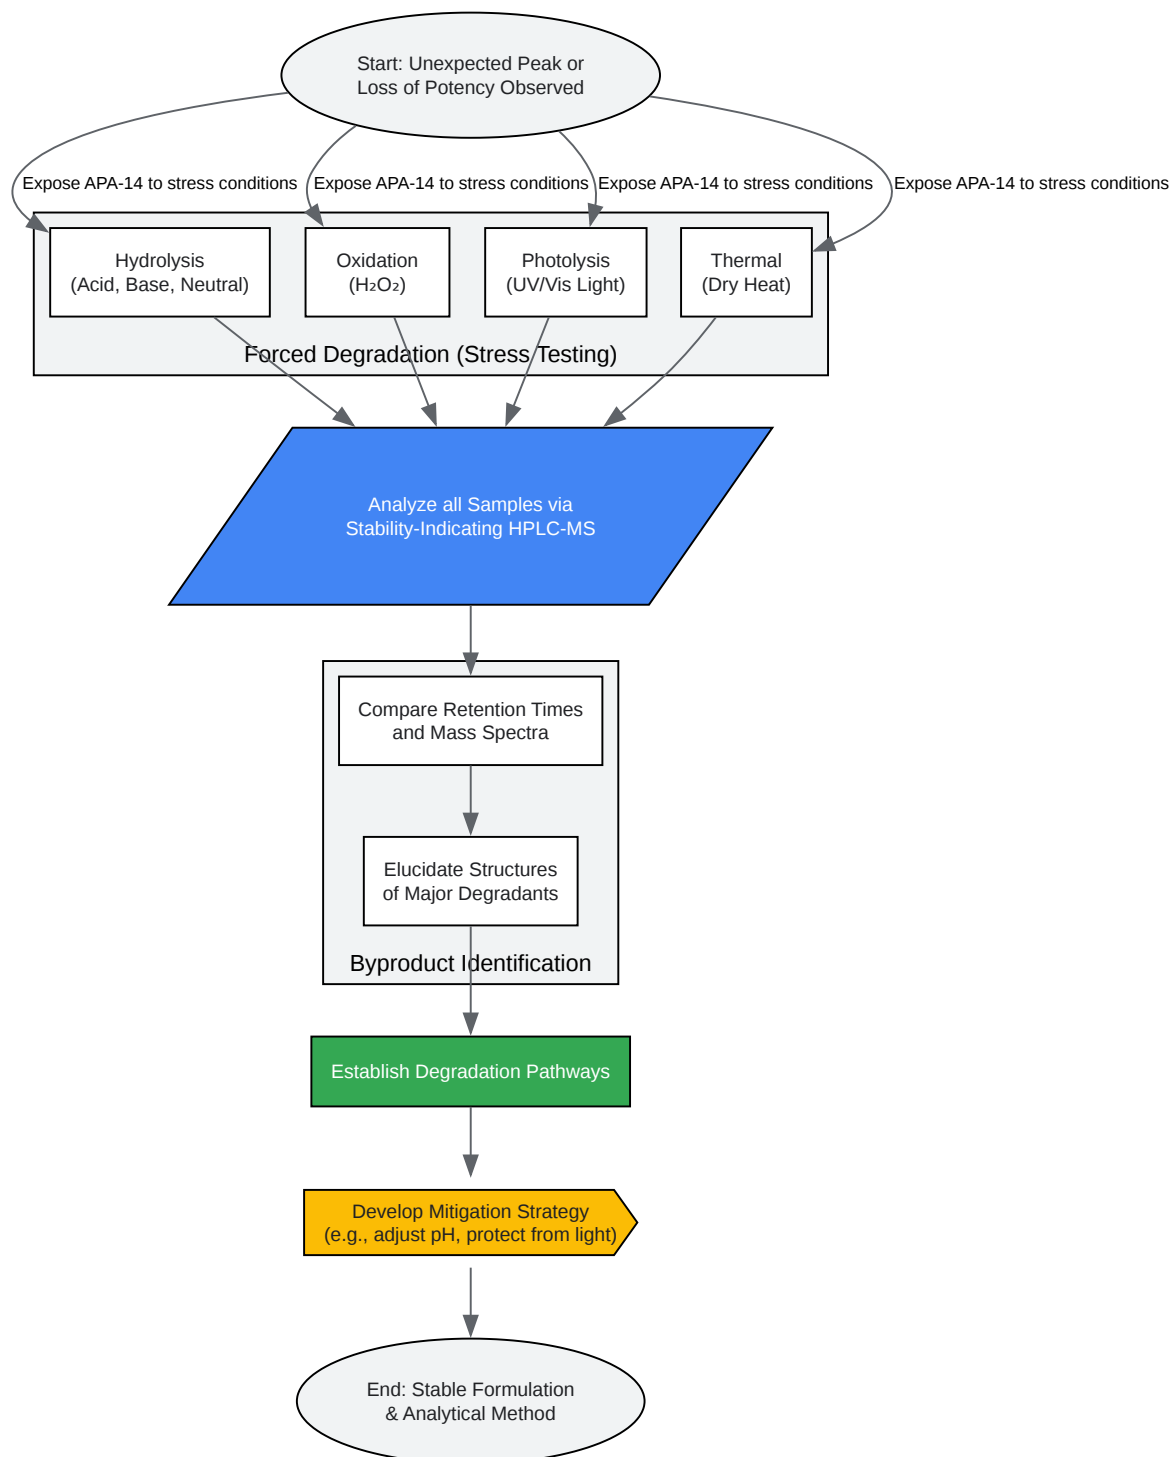 Start: Unexpected Peak or
Loss of Potency Observed
Expose APA-14 to stress conditions
Expose APA-14 to stress conditions
Expose APA-14 to stress conditions
Expose APA-14 to stress conditions
Hydrolysis
(Acid, Base, Neutral)
Oxidation
(H₂O₂)
Photolysis
(UV/Vis Light)
Thermal
(Dry Heat)
Forced Degradation (Stress Testing)
Analyze all Samples via
Stability-Indicating HPLC-MS
Compare Retention Times
and Mass Spectra
Elucidate Structures
of Major Degradants
Byproduct Identification
Establish Degradation Pathways
Develop Mitigation Strategy
(e.g., adjust pH, protect from light)
End: Stable Formulation
& Analytical Method